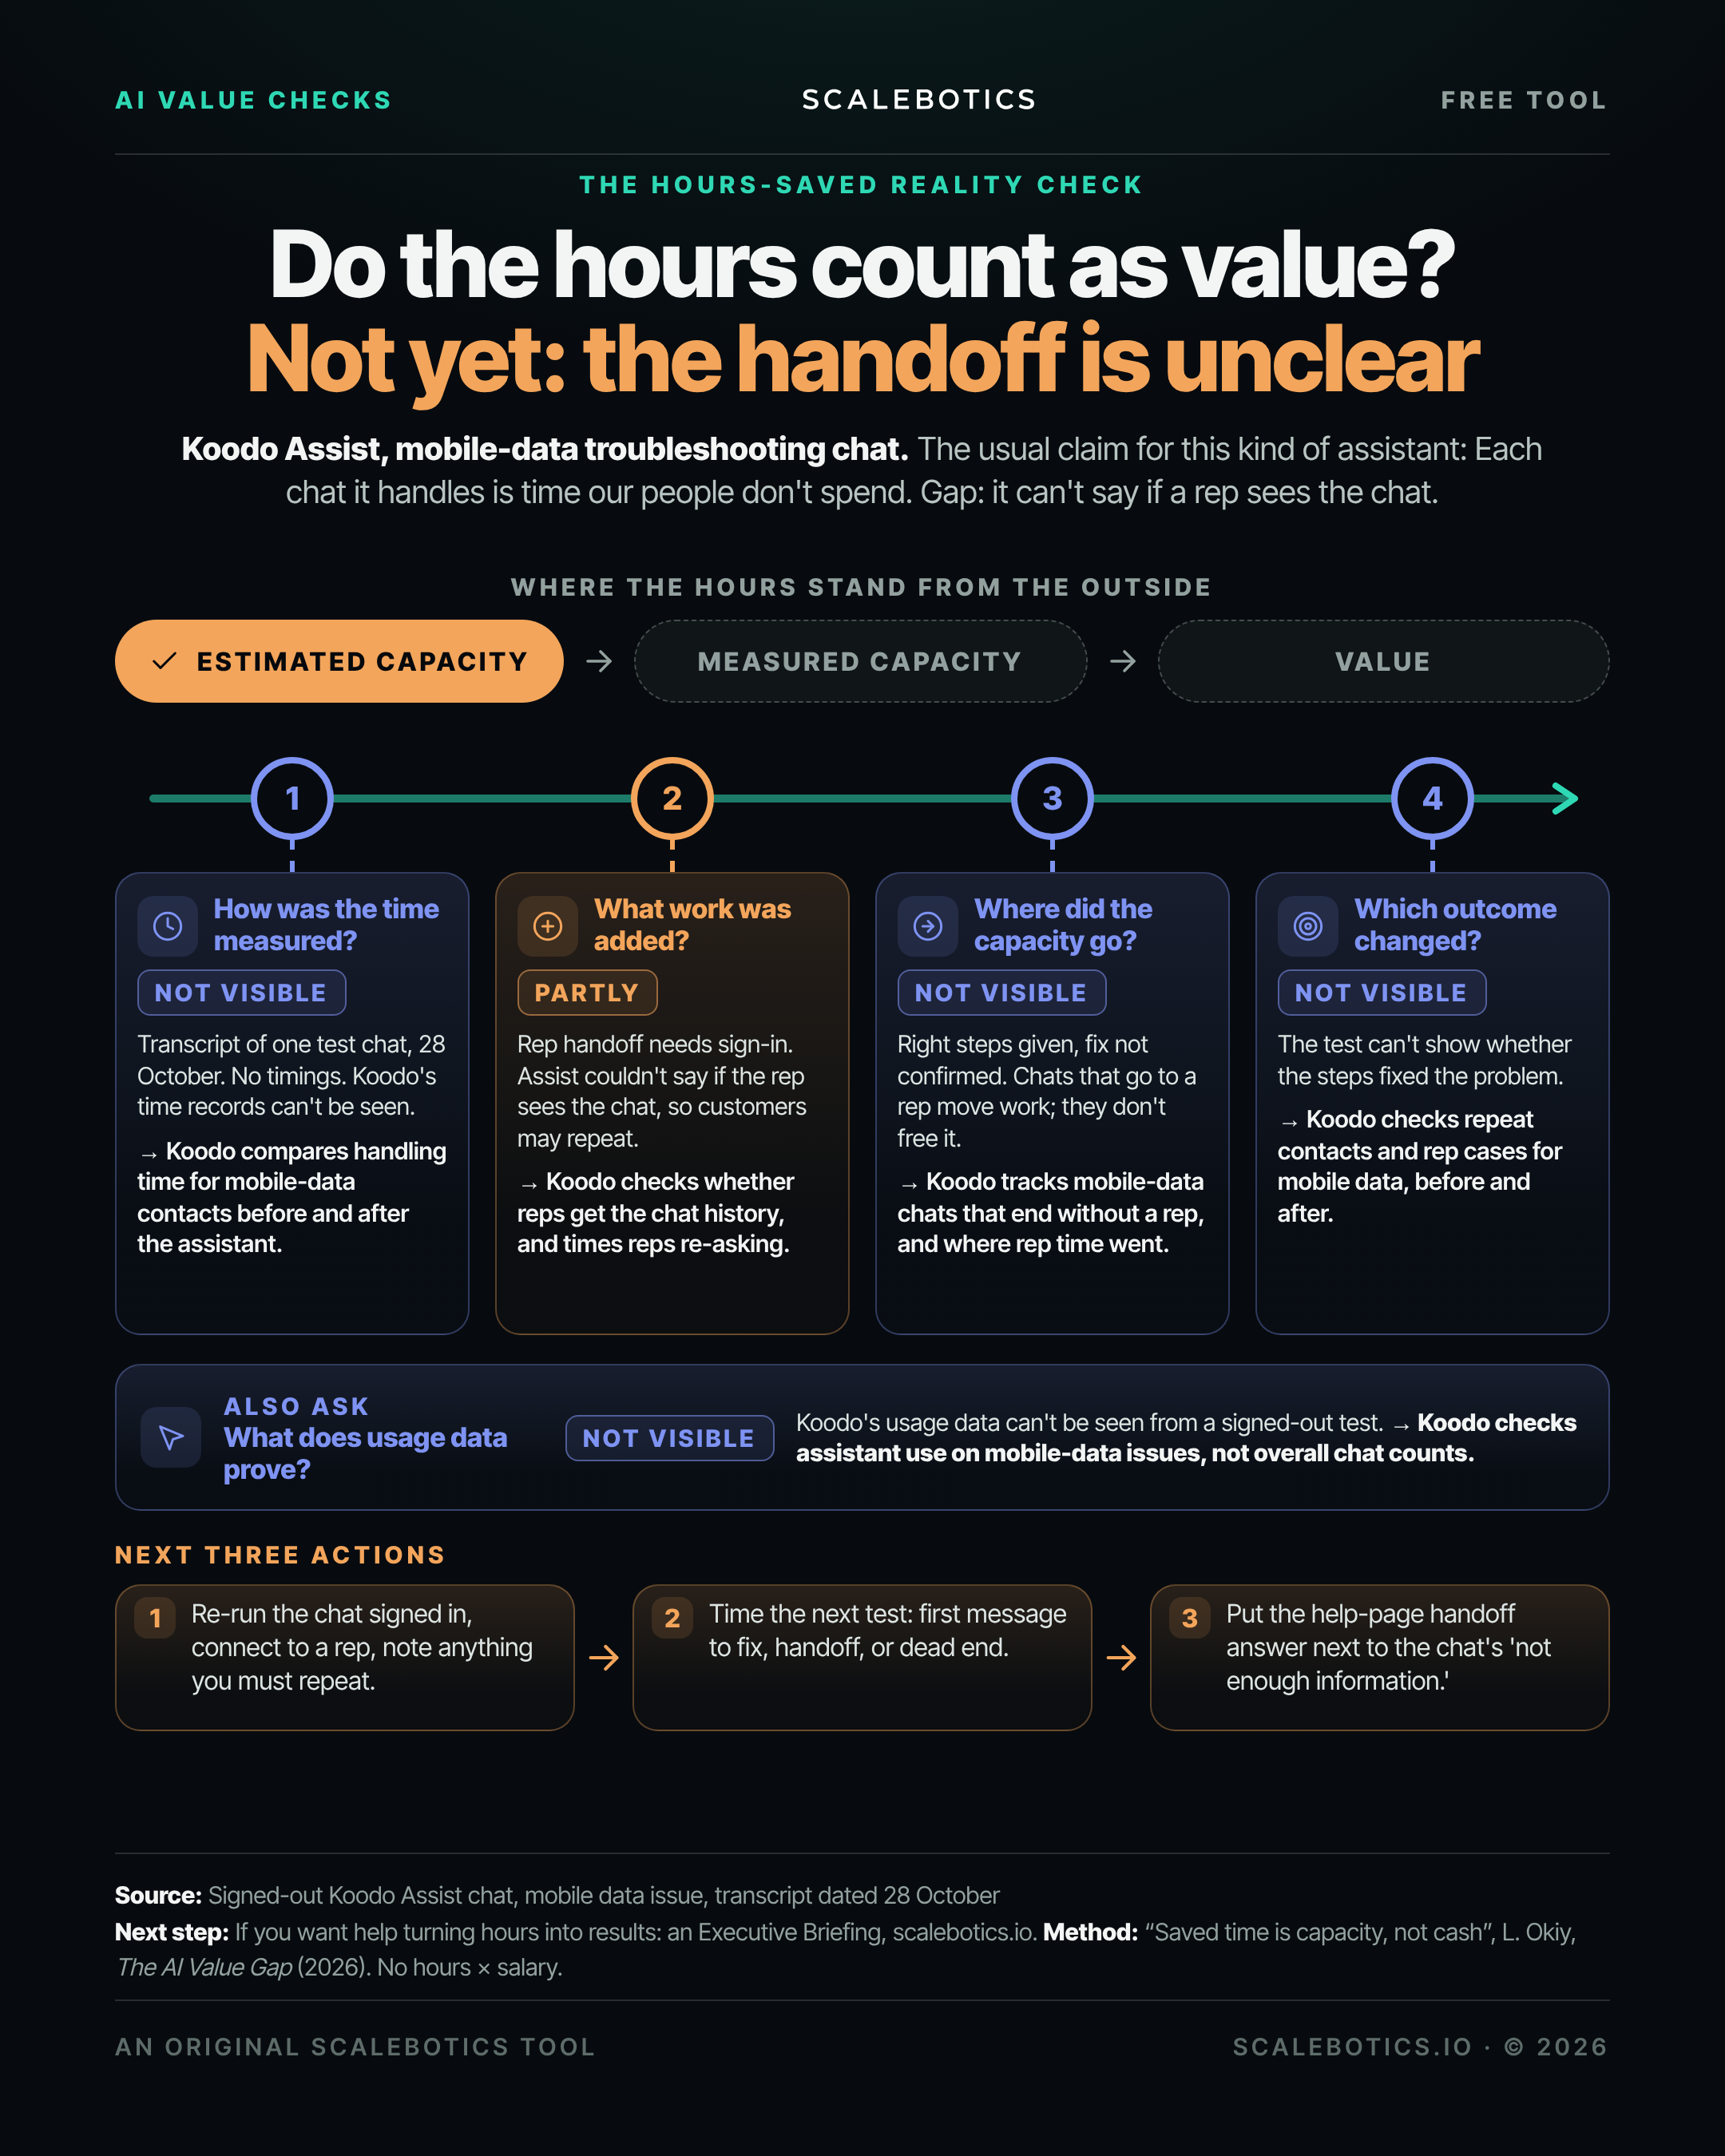 AI VALUE CHECKS
SCALEBOTICS
FREE TOOL
THE HOURS-SAVED REALITY CHECK
Do the hours count as value?
Not yet: the handoff is unclear
Koodo Assist, mobile-data troubleshooting chat. The usual claim for this kind of assistant: Each
chat it handles is time our people don't spend. Gap: it can't say if a rep sees the chat.
WHERE THE HOURS STAND FROM THE OUTSIDE
✓ ESTIMATED CAPACITY → MEASURED CAPACITY → VALUE
1
2
3
4
How was the time
measured?
NOT VISIBLE
Transcript of one test chat, 28
October. No timings. Koodo's
time records can't be seen.
→ Koodo compares handling
time for mobile-data
contacts before and after
the assistant.
What work was
added?
PARTLY
Rep handoff needs sign-in.
Assist couldn't say if the rep
sees the chat, so customers
may repeat.
→ Koodo checks whether
reps get the chat history,
and times reps re-asking.
Where did the
capacity go?
NOT VISIBLE
Right steps given, fix not
confirmed. Chats that go to a
rep move work; they don't
free it.
→ Koodo tracks mobile-data
chats that end without a rep,
and where rep time went.
Which outcome
changed?
NOT VISIBLE
The test can't show whether
the steps fixed the problem.
→ Koodo checks repeat
contacts and rep cases for
mobile data, before and
after.
ALSO ASK
What does usage data
prove?
NOT VISIBLE
Koodo's usage data can't be seen from a signed-out test. → Koodo checks
assistant use on mobile-data issues, not overall chat counts.
NEXT THREE ACTIONS
1
Re-run the chat signed in,
connect to a rep, note anything
you must repeat.
→
2
Time the next test: first message
to fix, handoff, or dead end.
→
3
Put the help-page handoff
answer next to the chat's 'not
enough information.'
Source: Signed-out Koodo Assist chat, mobile data issue, transcript dated 28 October
Next step: If you want help turning hours into results: an Executive Briefing, scalebotics.io. Method: “Saved time is capacity, not cash”, L. Okiy,
The AI Value Gap (2026). No hours × salary.
AN ORIGINAL SCALEBOTICS TOOL
SCALEBOTICS.IO · © 2026